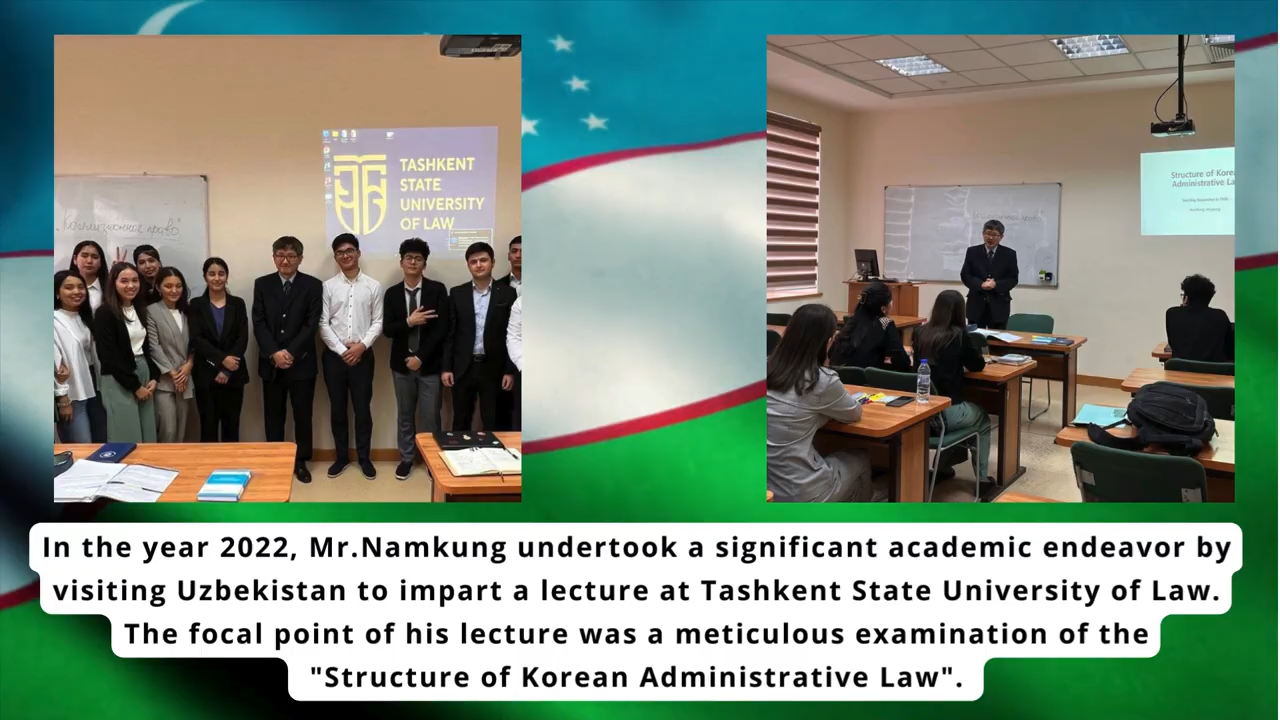 TASHKENT
STATE
UNIVERSITY
OF LAW
право"
Structure of
Administrative
In the year 2022, Mr.Namkung undertook a significant academic endeavor by
visiting Uzbekistan to impart a lecture at Tashkent State University of Law.
The focal point of his lecture was a meticulous examination of the
"Structure of Korean Administrative Law".